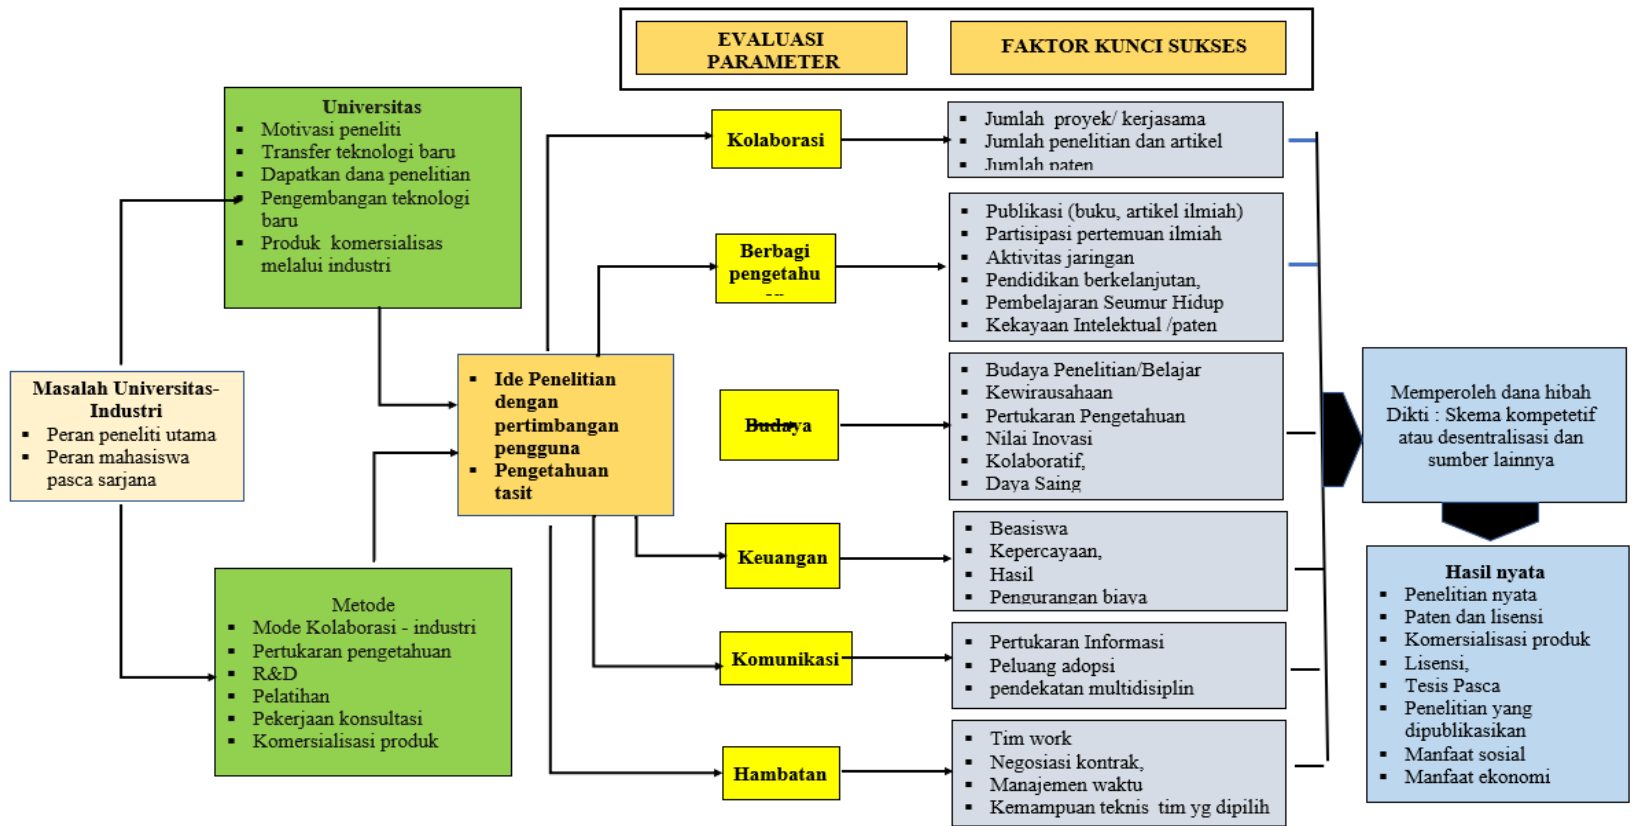 EVALUASI
PARAMETER
FAKTOR KUNCI SUKSES
Universitas
▪ Motivasi peneliti
▪ Transfer teknologi baru
▪ Dapatkan dana penelitian
▪ Pengembangan teknologi
baru
▪ Produk komersialisas
melalui industri
Masalah Universitas-
Industri
▪ Peran peneliti utama
▪ Peran mahasiswa
pasca sarjana
Metode
▪ Mode Kolaborasi - industri
▪ Pertukaran pengetahuan
▪ R&D
▪ Pelatihan
▪ Pekerjaan konsultasi
▪ Komersialisasi produk
▪ Ide Penelitian
dengan
pertimbangan
pengguna
▪ Pengetahuan
tasit
Kolaborasi
▪ Jumlah proyek/ kerjasama
▪ Jumlah penelitian dan artikel
▪ Jumlah paten
Berbagi
pengetahu
▪ Publikasi (buku, artikel ilmiah)
▪ Partisipasi pertemuan ilmiah
▪ Aktivitas jaringan
▪ Pendidikan berkelanjutan,
▪ Pembelajaran Seumur Hidup
▪ Kekayaan Intelektual /paten
Budaya
▪ Budaya Penelitian/Belajar
▪ Kewirausahaan
▪ Pertukaran Pengetahuan
▪ Nilai Inovasi
▪ Kolaboratif,
▪ Daya Saing
Keuangan
▪ Beasiswa
▪ Kepercayaan,
▪ Hasil
▪ Pengurangan biaya
Komunikasi
▪ Pertukaran Informasi
▪ Peluang adopsi
▪ pendekatan multidisiplin
Hambatan
▪ Tim work
▪ Negosiasi kontrak,
▪ Manajemen waktu
▪ Kemampuan teknis tim yg dipilih
Memperoleh dana hibah
Dikti : Skema kompetetif
atau desentralisasi dan
sumber lainnya
Hasil nyata
▪ Penelitian nyata
▪ Paten dan lisensi
▪ Komersialisasi produk
▪ Lisensi,
▪ Tesis Pasca
▪ Penelitian yang
dipublikasikan
▪ Manfaat sosial
▪ Manfaat ekonomi